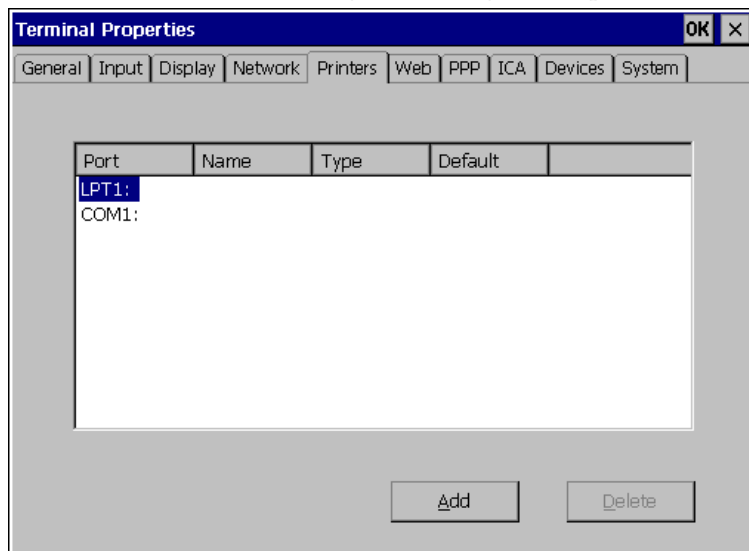 Terminal Properties OK ×
General Input Display Network Printers Web PPP ICA Devices System
Port Name Type Default
LPT1:
COM1:
Add Delete